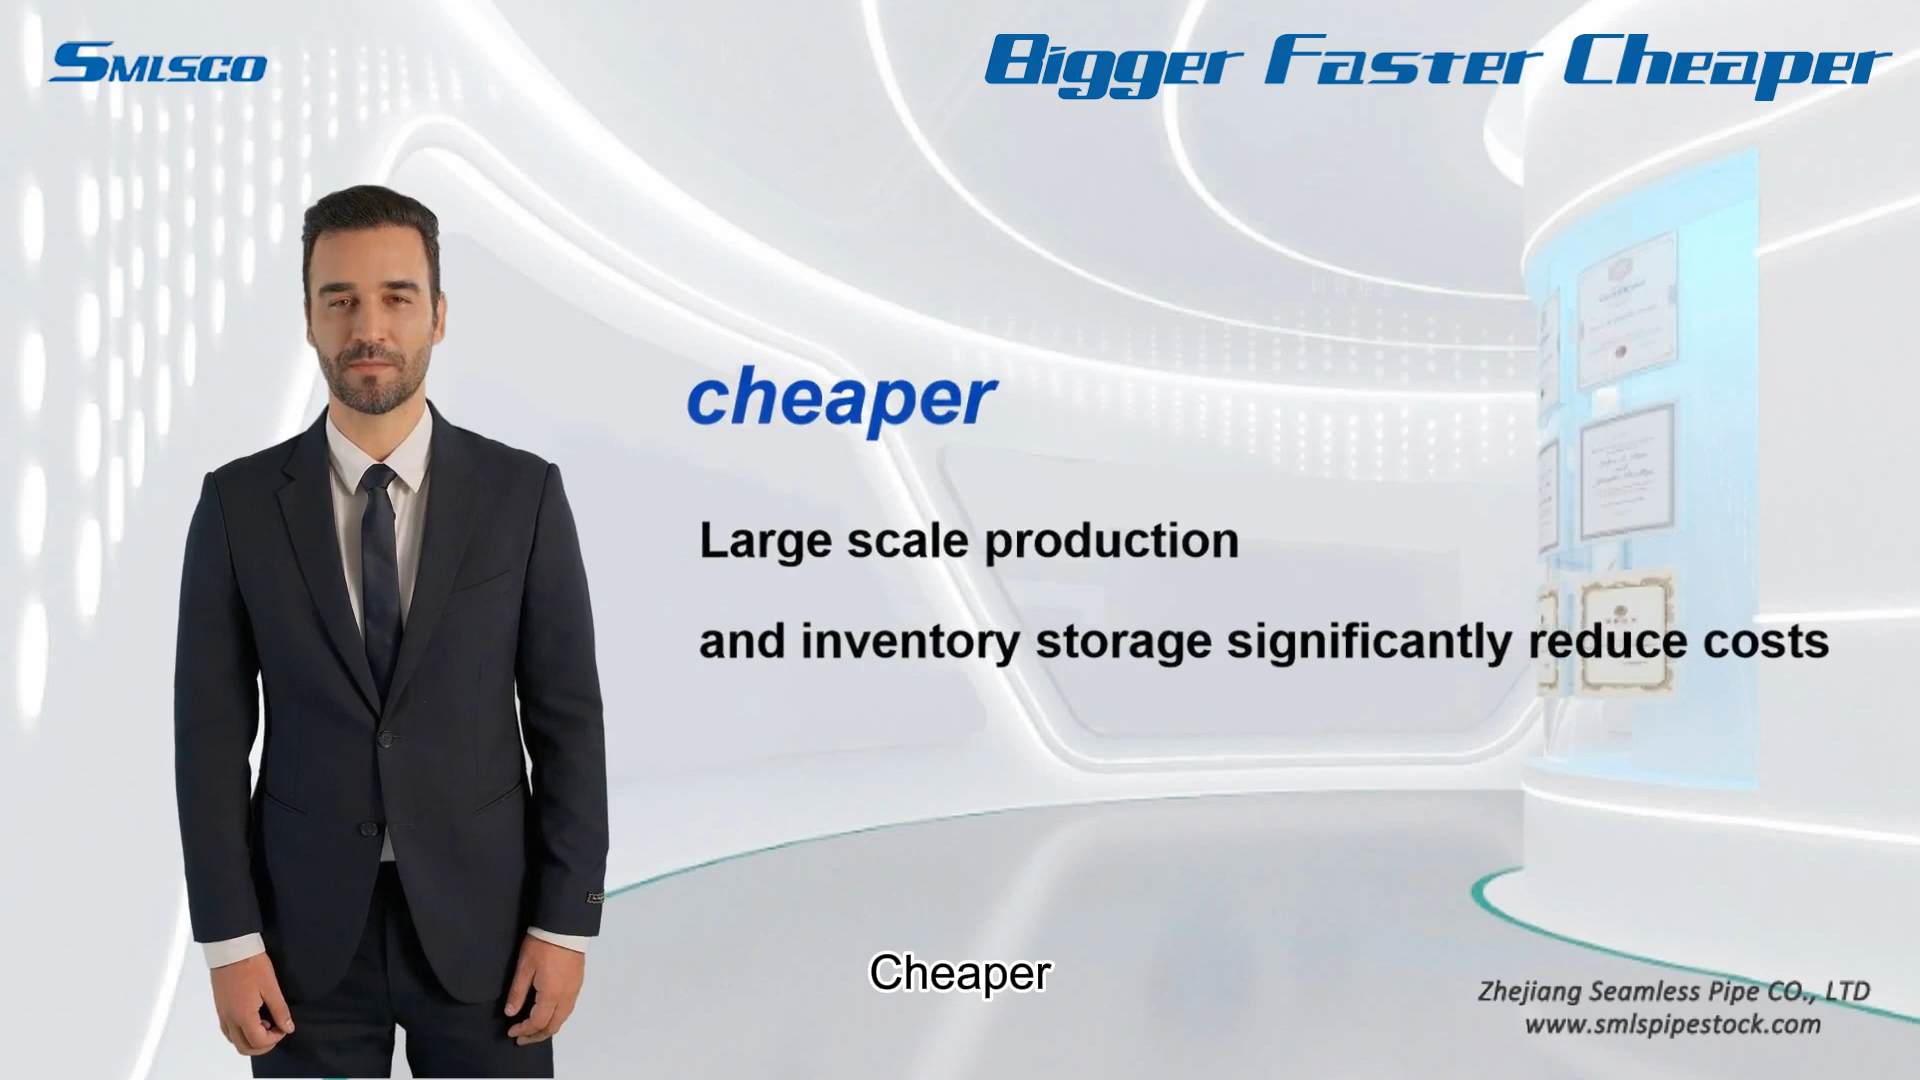 SMLSCO
Bigger Faster Cheaper
cheaper
Large scale production
and inventory storage significantly reduce costs
Cheaper
Zhejiang Seamless Pipe CO., LTD
www.smlspipestock.com